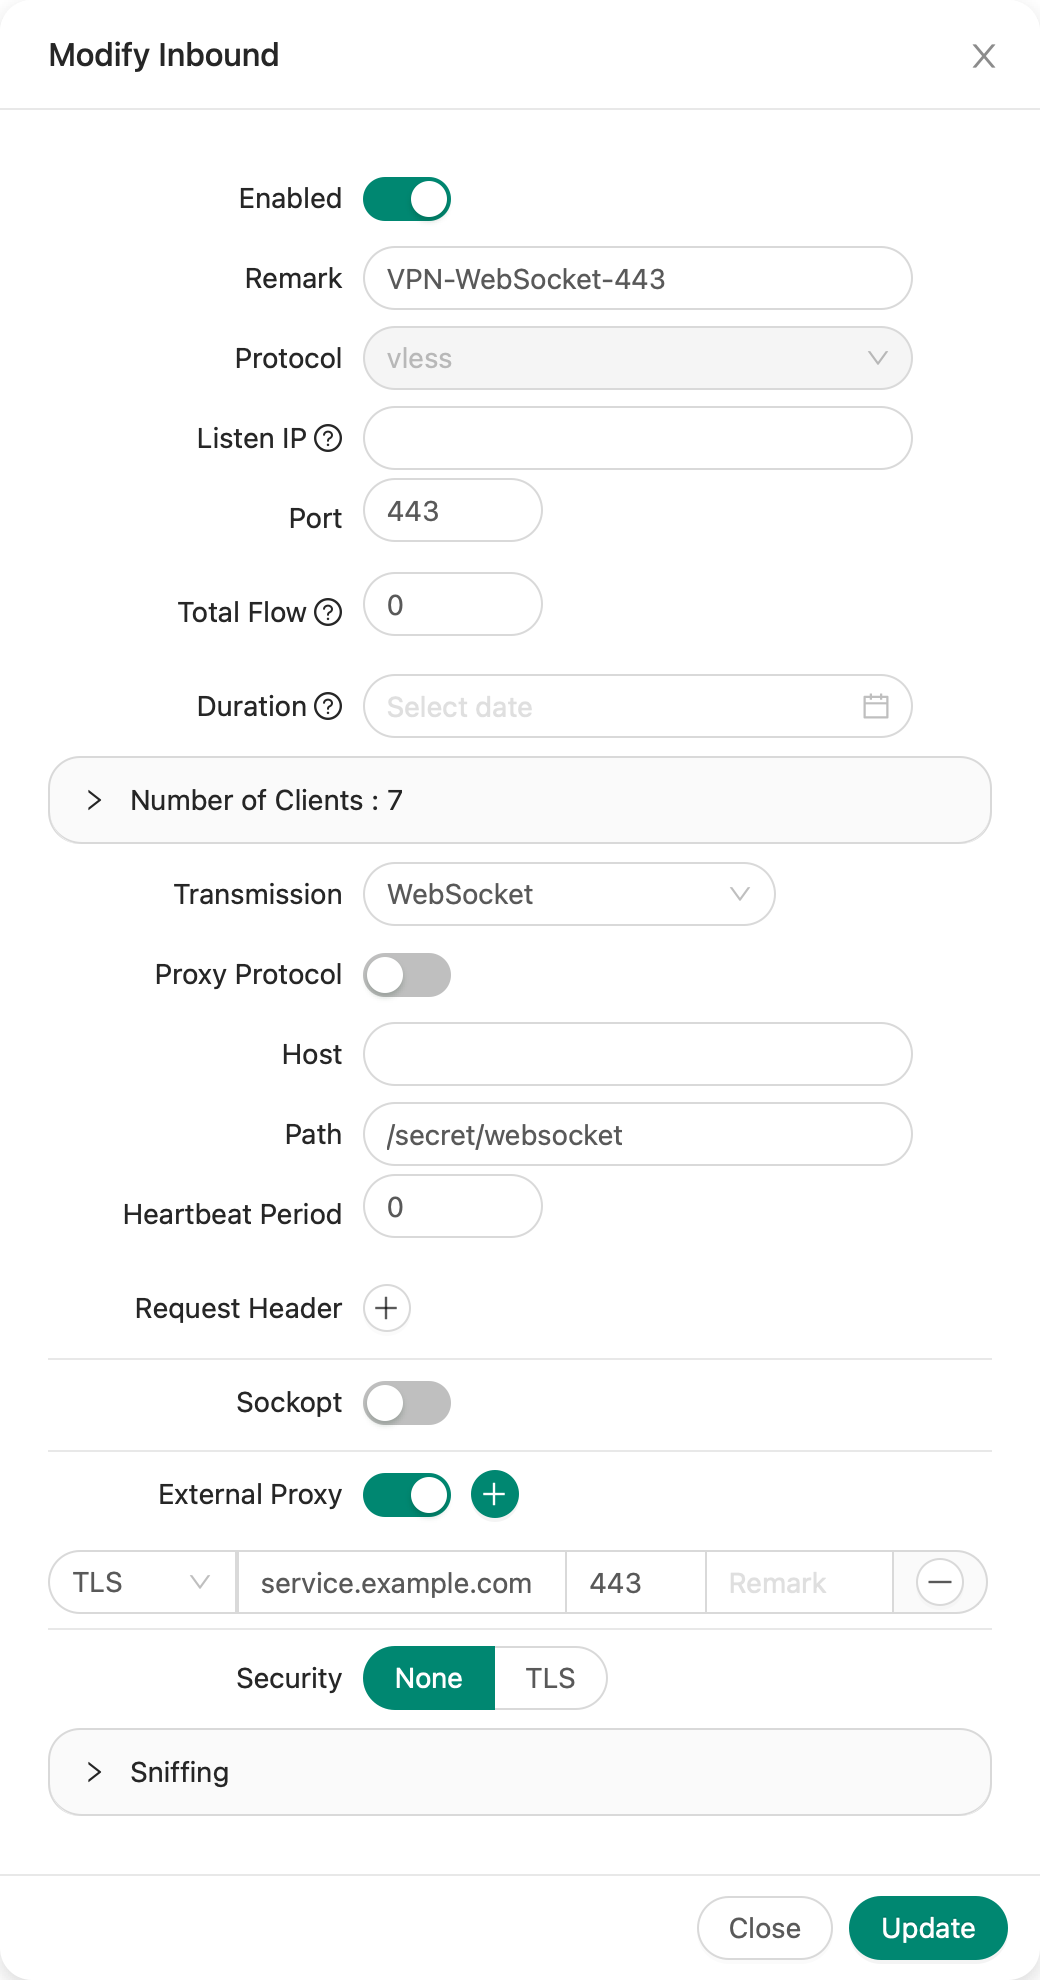 Modify Inbound
Enabled
Remark VPN-WebSocket-443
Protocol vless
Listen IP ?
Port 443
Total Flow ? 0
Duration ? Select date
Number of Clients : 7
Transmission WebSocket
Proxy Protocol
Host
Path /secret/websocket
Heartbeat Period 0
Request Header
Sockopt
External Proxy
TLS service.example.com 443 Remark
Security None TLS
Sniffing
Close Update